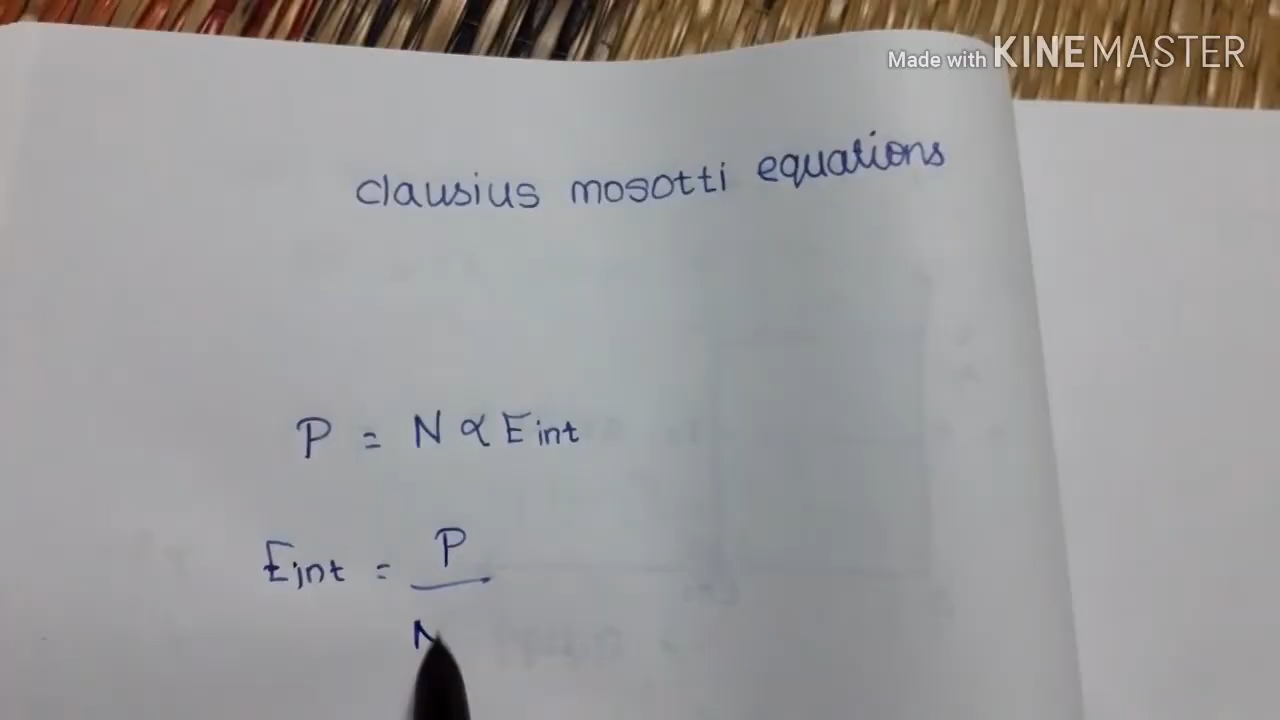 Made with KINEMASTER
clausius mosotti equations
P = N α Eint
Eint = P
N